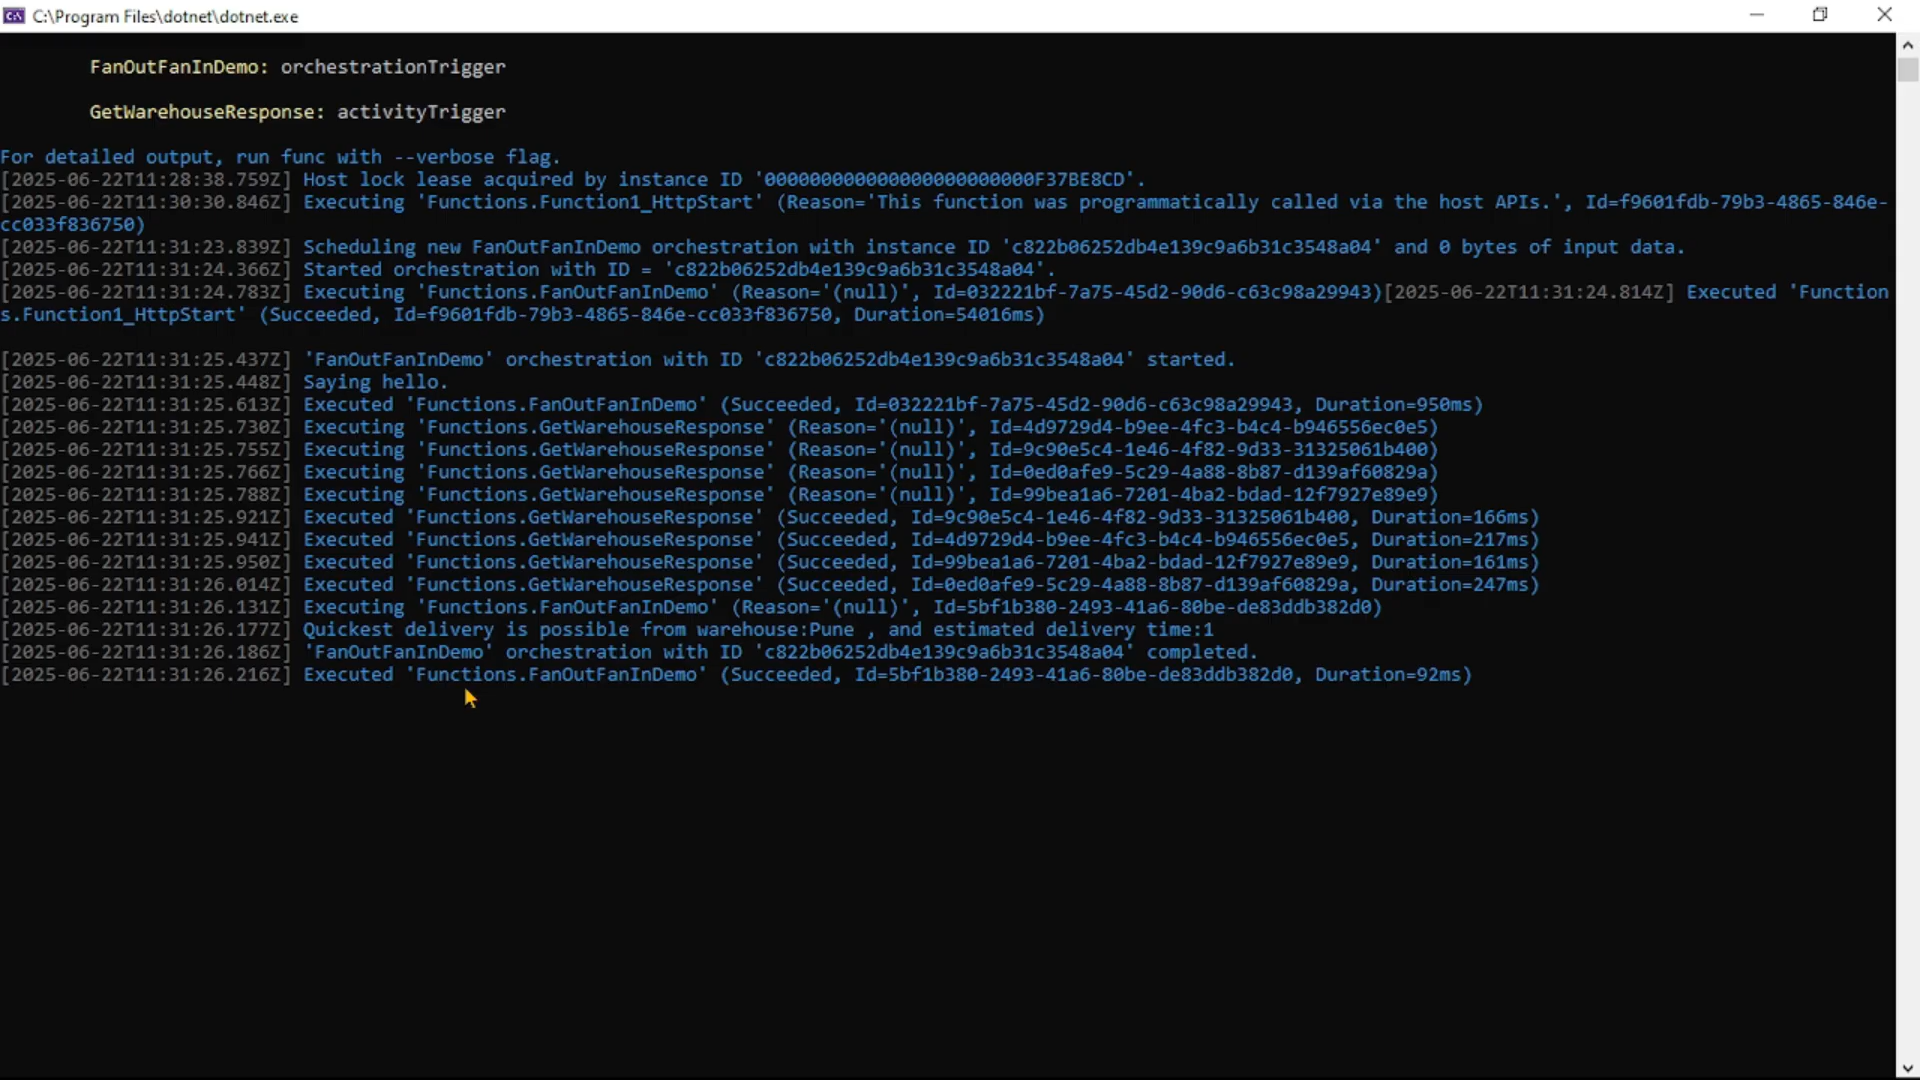 C:\Program Files\dotnet\dotnet.exe
FanOutFanInDemo: orchestrationTrigger
GetWarehouseResponse: activityTrigger
For detailed output, run func with --verbose flag.
[2025-06-22T11:28:38.759Z] Host lock lease acquired by instance ID '000000000000000000000000F37BE8CD'.
[2025-06-22T11:30:30.846Z] Executing 'Functions.Function1_HttpStart' (Reason='This function was programmatically called via the host APIs.', Id=f9601fdb-79b3-4865-846e-
cc033f836750)
[2025-06-22T11:31:23.839Z] Scheduling new FanOutFanInDemo orchestration with instance ID 'c822b06252db4e139c9a6b31c3548a04' and 0 bytes of input data.
[2025-06-22T11:31:24.366Z] Started orchestration with ID = 'c822b06252db4e139c9a6b31c3548a04'.
[2025-06-22T11:31:24.783Z] Executing 'Functions.FanOutFanInDemo' (Reason='(null)', Id=032221bf-7a75-45d2-90d6-c63c98a29943)[2025-06-22T11:31:24.814Z] Executed 'Function
s.Function1_HttpStart' (Succeeded, Id=f9601fdb-79b3-4865-846e-cc033f836750, Duration=54016ms)
[2025-06-22T11:31:25.437Z] 'FanOutFanInDemo' orchestration with ID 'c822b06252db4e139c9a6b31c3548a04' started.
[2025-06-22T11:31:25.448Z] Saying hello.
[2025-06-22T11:31:25.613Z] Executed 'Functions.FanOutFanInDemo' (Succeeded, Id=032221bf-7a75-45d2-90d6-c63c98a29943, Duration=950ms)
[2025-06-22T11:31:25.730Z] Executing 'Functions.GetWarehouseResponse' (Reason='(null)', Id=4d9729d4-b9ee-4fc3-b4c4-b946556ec0e5)
[2025-06-22T11:31:25.755Z] Executing 'Functions.GetWarehouseResponse' (Reason='(null)', Id=9c90e5c4-1e46-4f82-9d33-31325061b400)
[2025-06-22T11:31:25.766Z] Executing 'Functions.GetWarehouseResponse' (Reason='(null)', Id=0ed0afe9-5c29-4a88-8b87-d139af60829a)
[2025-06-22T11:31:25.788Z] Executing 'Functions.GetWarehouseResponse' (Reason='(null)', Id=99bea1a6-7201-4ba2-bdad-12f7927e89e9)
[2025-06-22T11:31:25.921Z] Executed 'Functions.GetWarehouseResponse' (Succeeded, Id=9c90e5c4-1e46-4f82-9d33-31325061b400, Duration=166ms)
[2025-06-22T11:31:25.941Z] Executed 'Functions.GetWarehouseResponse' (Succeeded, Id=4d9729d4-b9ee-4fc3-b4c4-b946556ec0e5, Duration=217ms)
[2025-06-22T11:31:25.950Z] Executed 'Functions.GetWarehouseResponse' (Succeeded, Id=99bea1a6-7201-4ba2-bdad-12f7927e89e9, Duration=161ms)
[2025-06-22T11:31:26.014Z] Executed 'Functions.GetWarehouseResponse' (Succeeded, Id=0ed0afe9-5c29-4a88-8b87-d139af60829a, Duration=247ms)
[2025-06-22T11:31:26.131Z] Executing 'Functions.FanOutFanInDemo' (Reason='(null)', Id=5bf1b380-2493-41a6-80be-de83ddb382d0)
[2025-06-22T11:31:26.177Z] Quickest delivery is possible from warehouse:Pune , and estimated delivery time:1
[2025-06-22T11:31:26.186Z] 'FanOutFanInDemo' orchestration with ID 'c822b06252db4e139c9a6b31c3548a04' completed.
[2025-06-22T11:31:26.216Z] Executed 'Functions.FanOutFanInDemo' (Succeeded, Id=5bf1b380-2493-41a6-80be-de83ddb382d0, Duration=92ms)